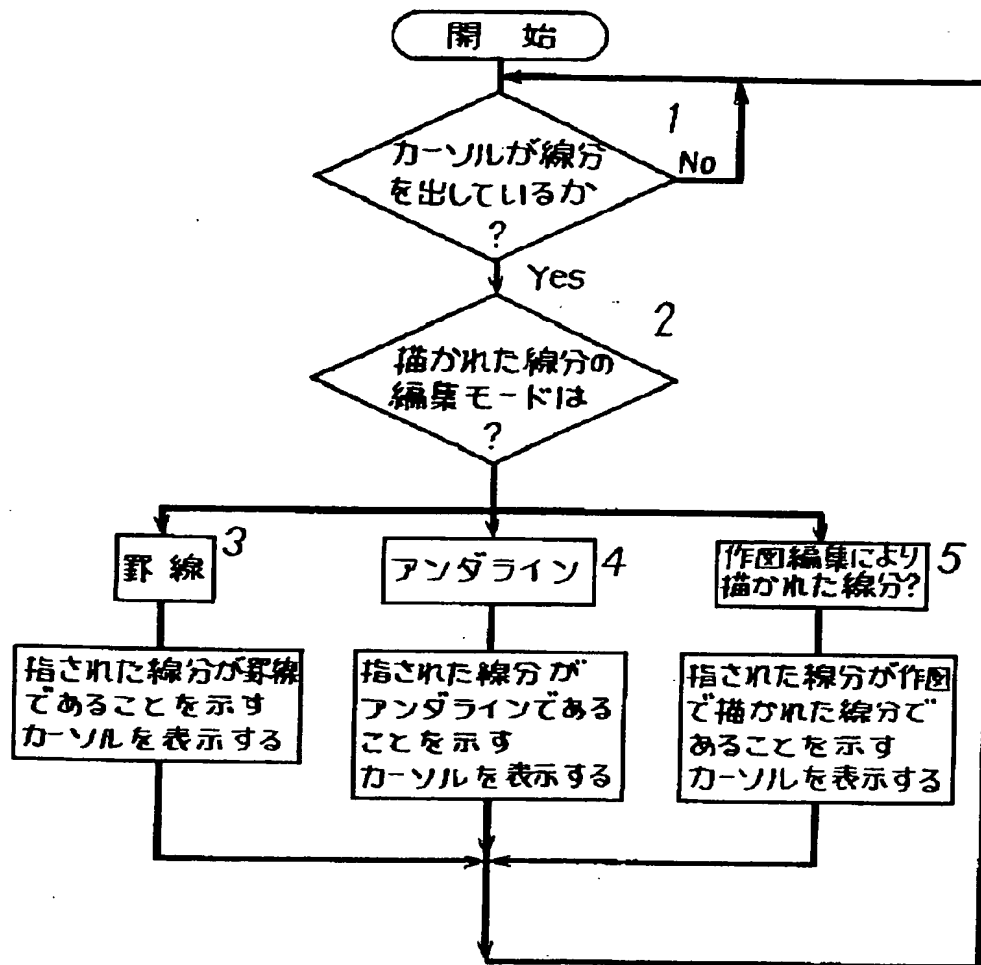 開始
1
カーソルが線分
No
を出しているか
?
Yes
2
描かれた線分の
編集モードは
?
罫線
3
アンダライン
4
作図編集により
描かれた線分?
5
指された線分が罫線
であることを示す
カーソルを表示する
指された線分が
アンダラインである
ことを示す
カーソルを表示する
指された線分が作図
で描かれた線分で
あることを示す
カーソルを表示する